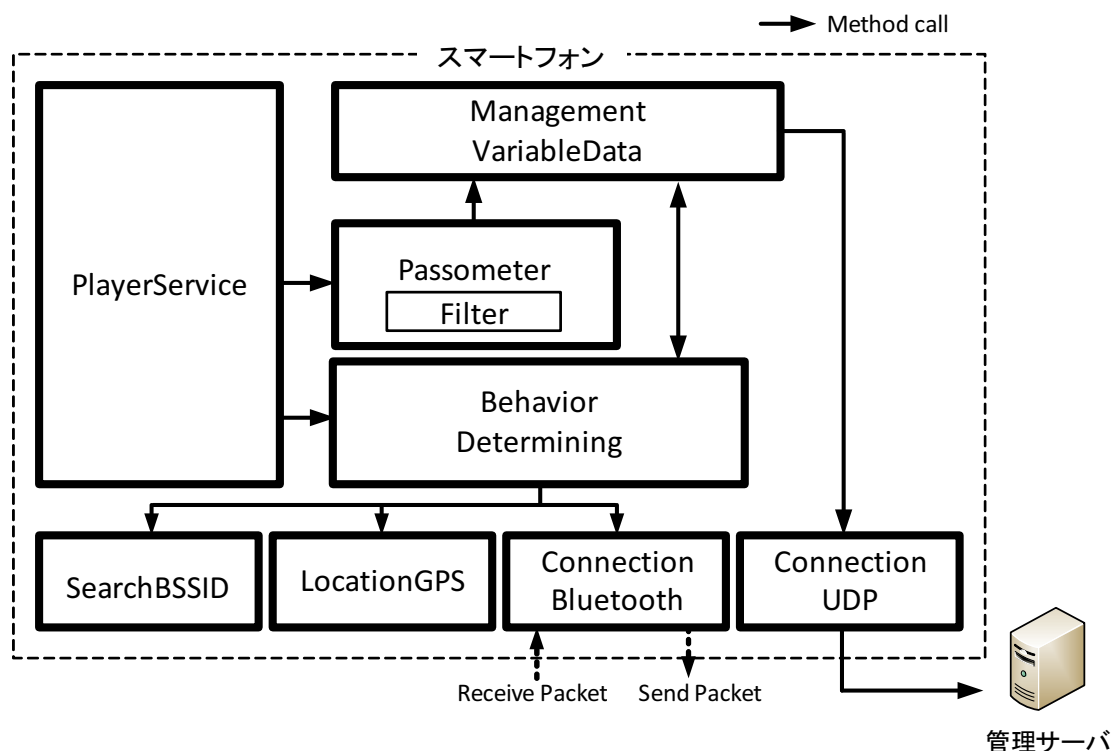 Method call
スマートフォン
Management
VariableData
PlayerService
Passometer
Filter
Behavior
Determining
SearchBSSID
LocationGPS
Connection
Bluetooth
Connection
UDP
Receive Packet
Send Packet
管理サーバ